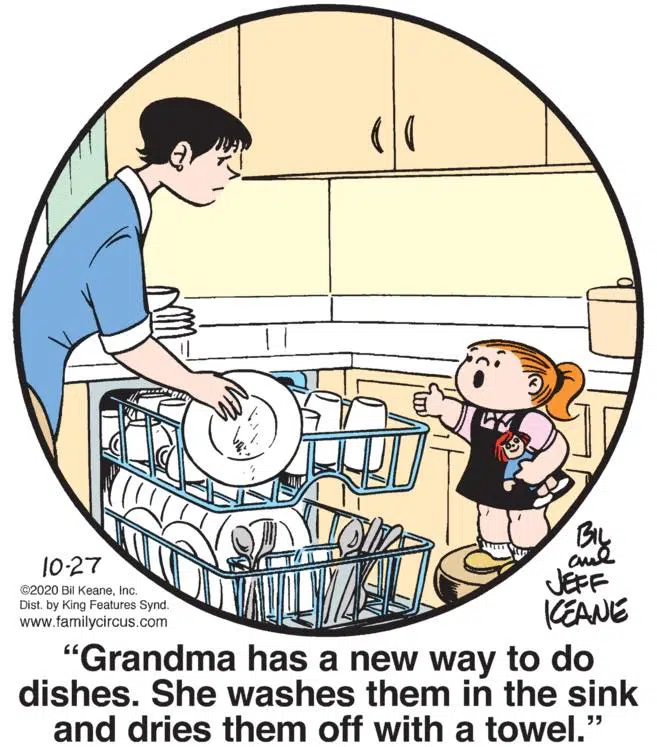 10-27
©2020 Bil Keane, Inc.
Dist. by King Features Synd.
www.familycircus.com
BIL
and
JEFF
KEANE
“Grandma has a new way to do
dishes. She washes them in the sink
and dries them off with a towel.”